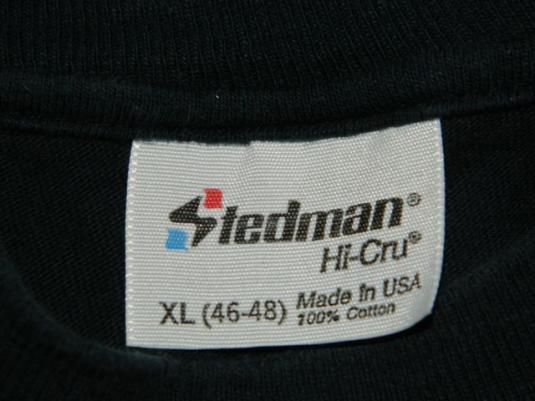 Stedman®
Hi-Cru®
XL (46-48) Made in USA
100% Cotton